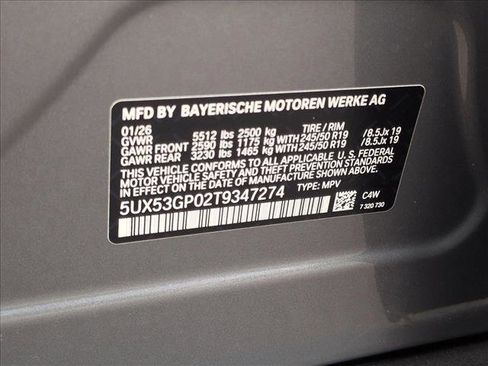 MFD BY BAYERISCHE MOTOREN WERKE AG
01/26 TIRE / RIM
GVWR 5512 lbs 2500 kg
GAWR FRONT 2590 lbs 1175 kg WITH 245/50 R19 / 8.5Jx 19
GAWR REAR 3230 lbs 1465 kg WITH 245/50 R19 / 8.5Jx 19
THIS VEHICLE CONFORMS TO ALL APPLICABLE U.S. FEDERAL
MOTOR VEHICLE SAFETY STANDARDS IN EFFECT ON THE DATE
OF MANUFACTURE SHOWN ABOVE.
5UX53GP02T9347274 TYPE: MPV C4W
7 320 730